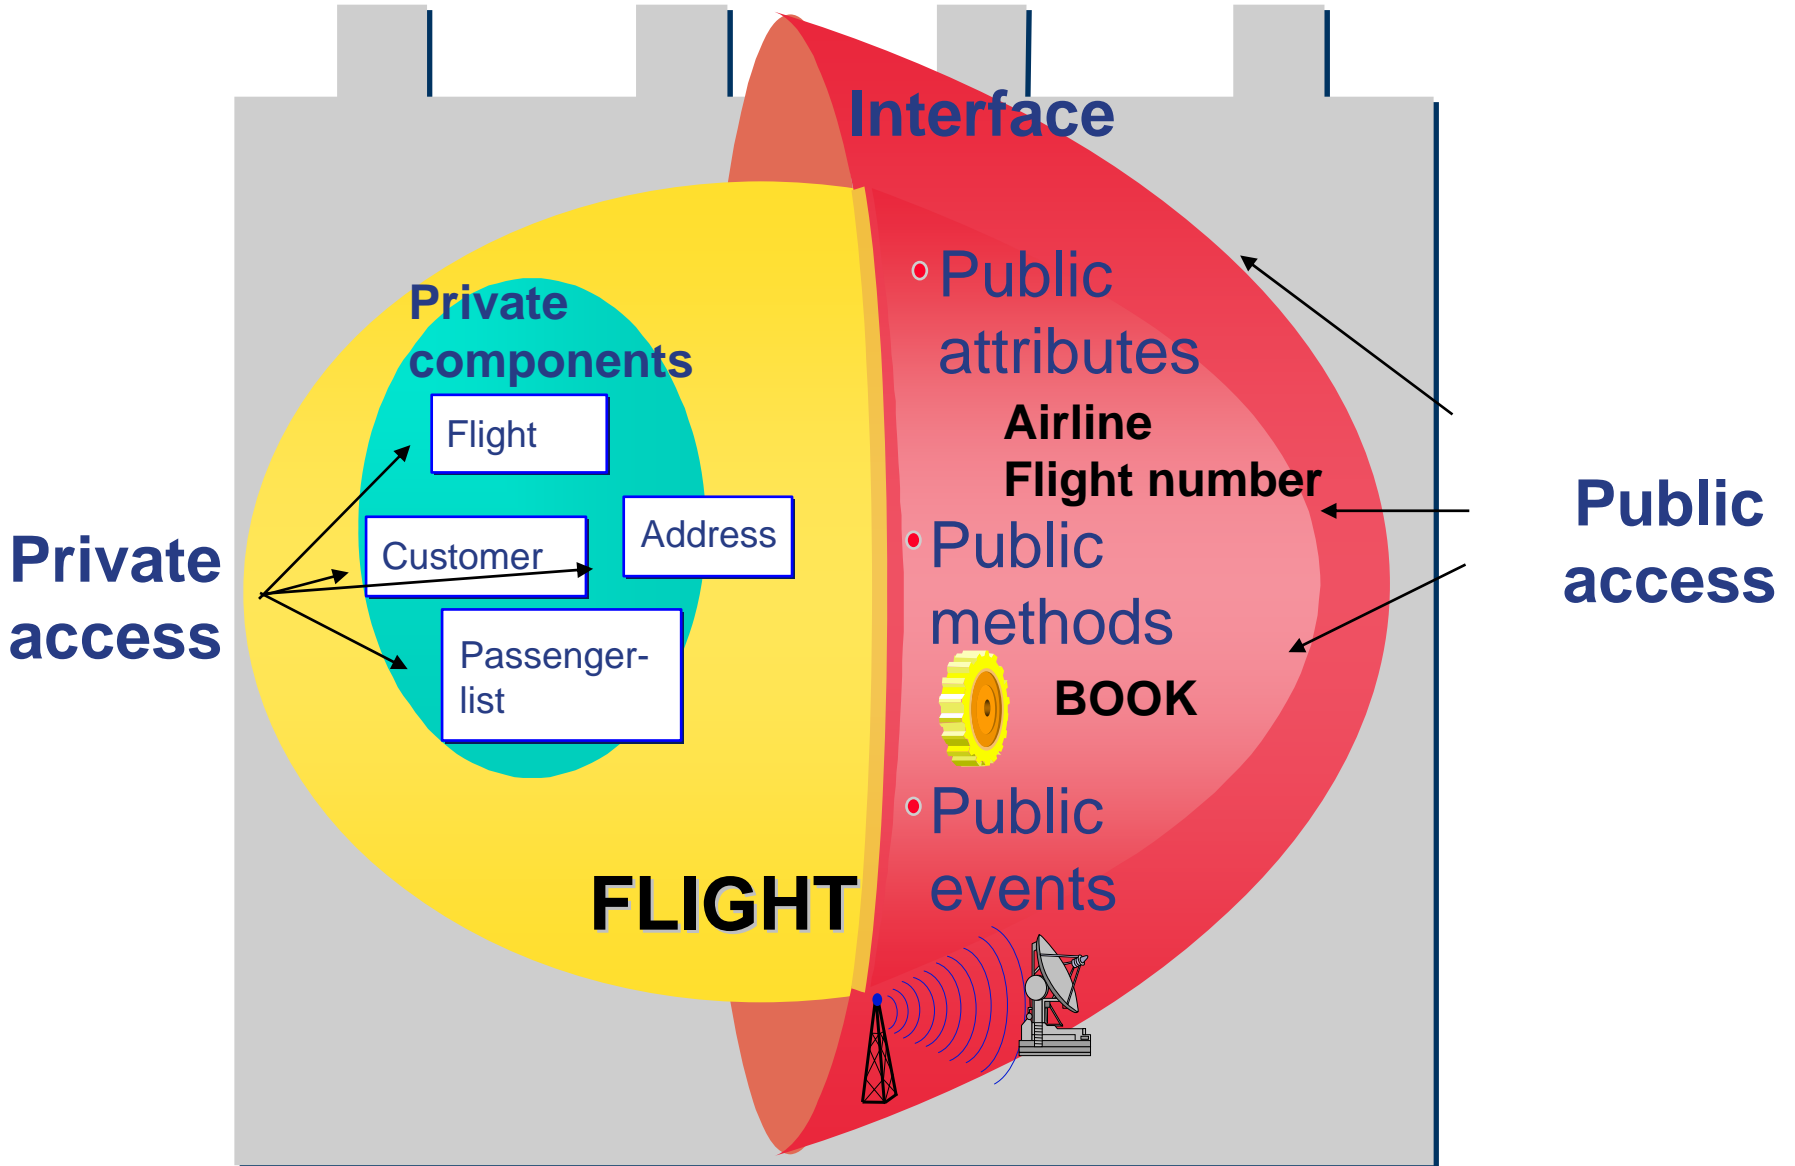 Interface
Private
components
Flight
Customer
Address
Passenger-
list
Private
access
FLIGHT
Public
attributes
Airline
Flight number
Public
methods
BOOK
Public
events
Public
access